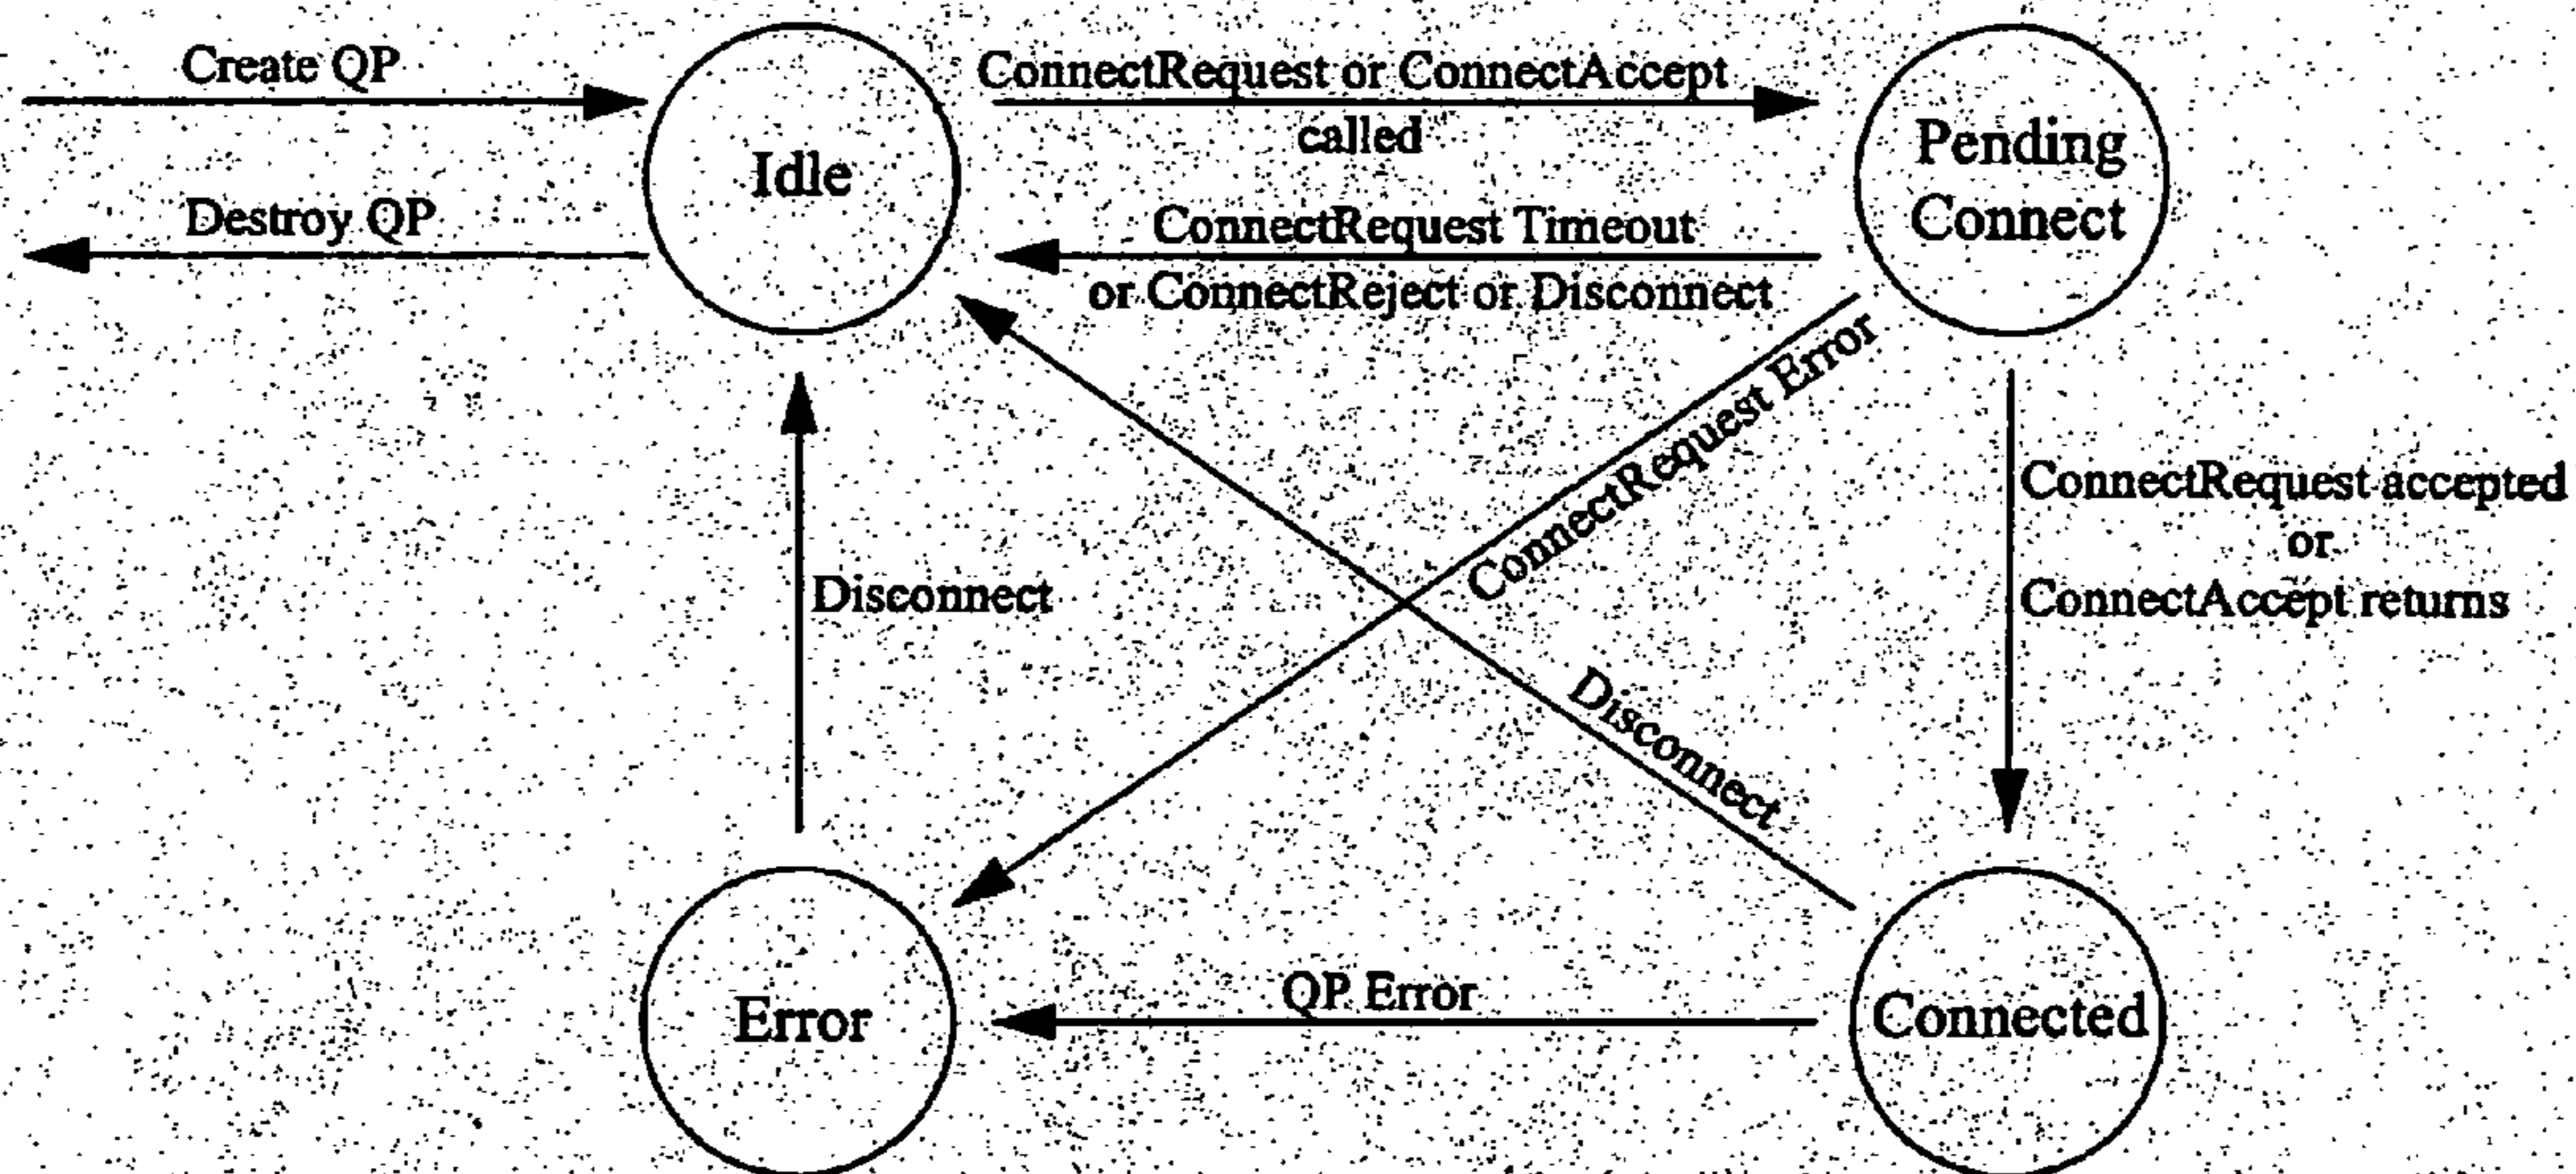 Create QP
ConnectRequest or ConnectAccept
called
Idle
Pending
Connect
Destroy QP
ConnectRequest Timeout
or ConnectReject or Disconnect
ConnectRequest Error
ConnectRequest accepted
or
ConnectAccept returns
Disconnect
Disconnect
QP Error
Error
Connected